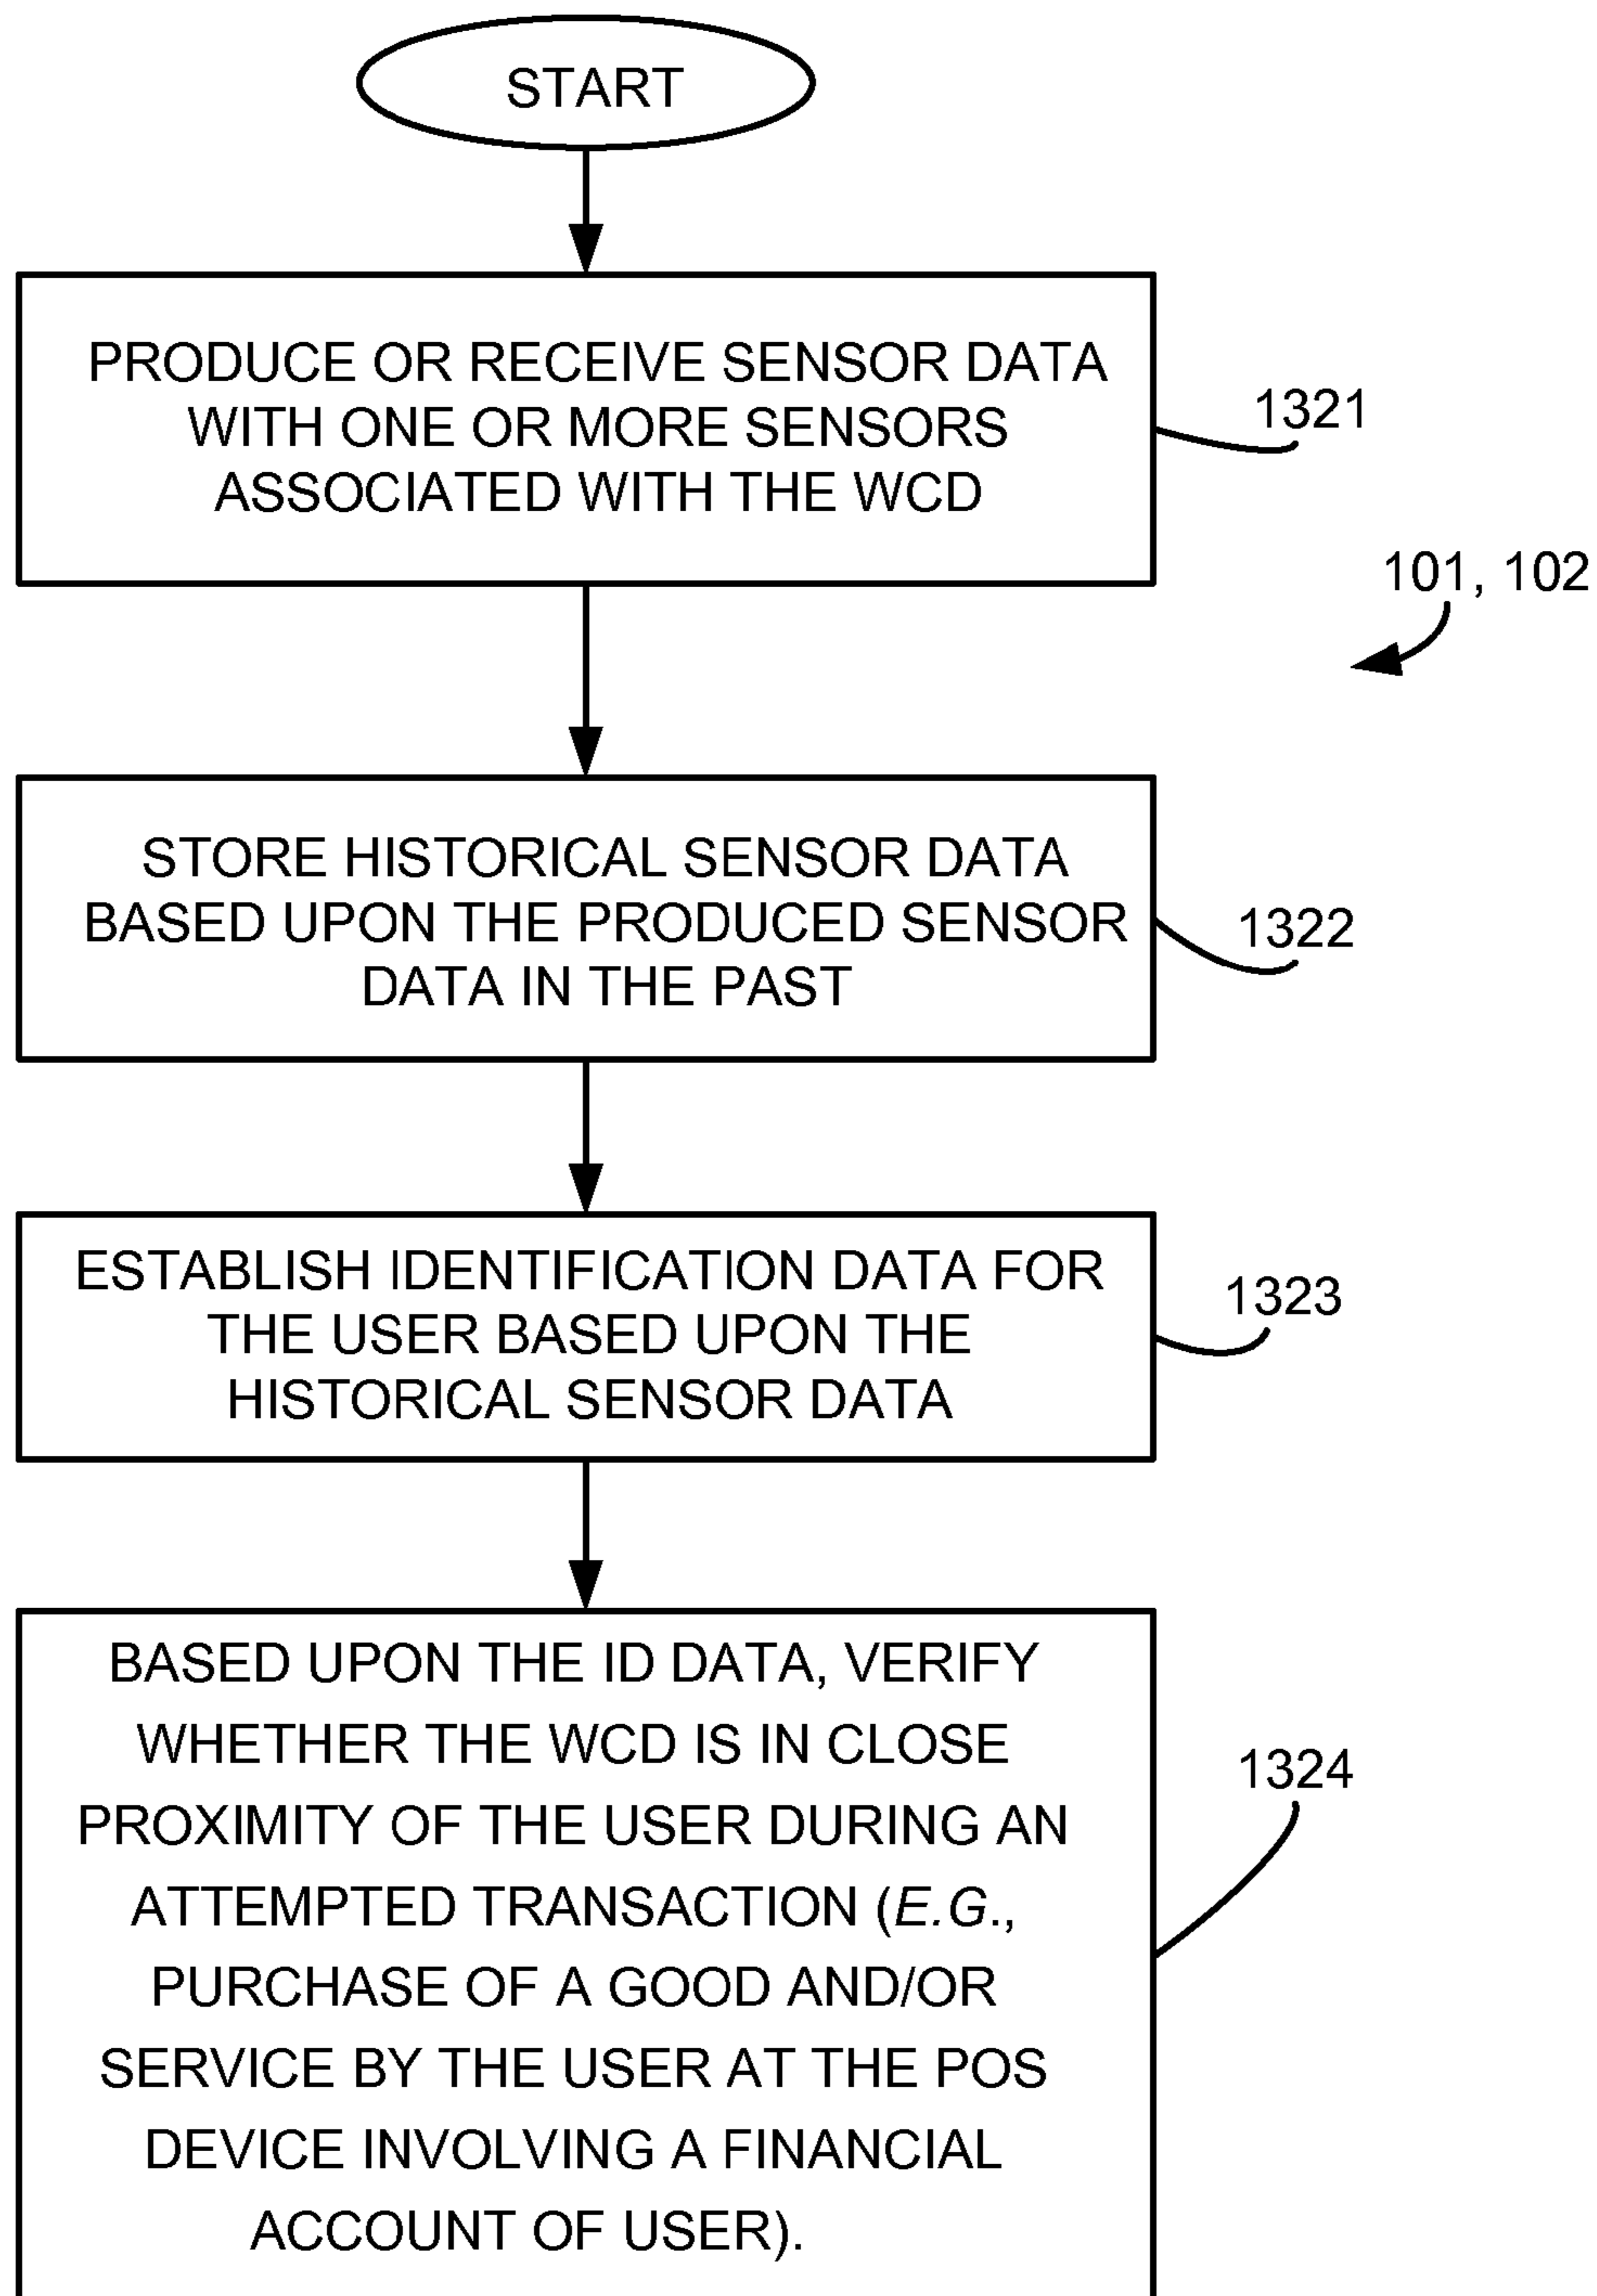 START
PRODUCE OR RECEIVE SENSOR DATA
WITH ONE OR MORE SENSORS
ASSOCIATED WITH THE WCD
1321
101, 102
STORE HISTORICAL SENSOR DATA
BASED UPON THE PRODUCED SENSOR
DATA IN THE PAST
1322
ESTABLISH IDENTIFICATION DATA FOR
THE USER BASED UPON THE
HISTORICAL SENSOR DATA
1323
BASED UPON THE ID DATA, VERIFY
WHETHER THE WCD IS IN CLOSE
PROXIMITY OF THE USER DURING AN
ATTEMPTED TRANSACTION (E.G.,
PURCHASE OF A GOOD AND/OR
SERVICE BY THE USER AT THE POS
DEVICE INVOLVING A FINANCIAL
ACCOUNT OF USER).
1324